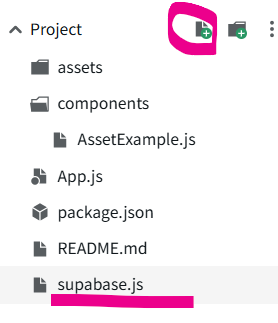 Project
assets
components
AssetExample.js
App.js
package.json
README.md
supabase.js